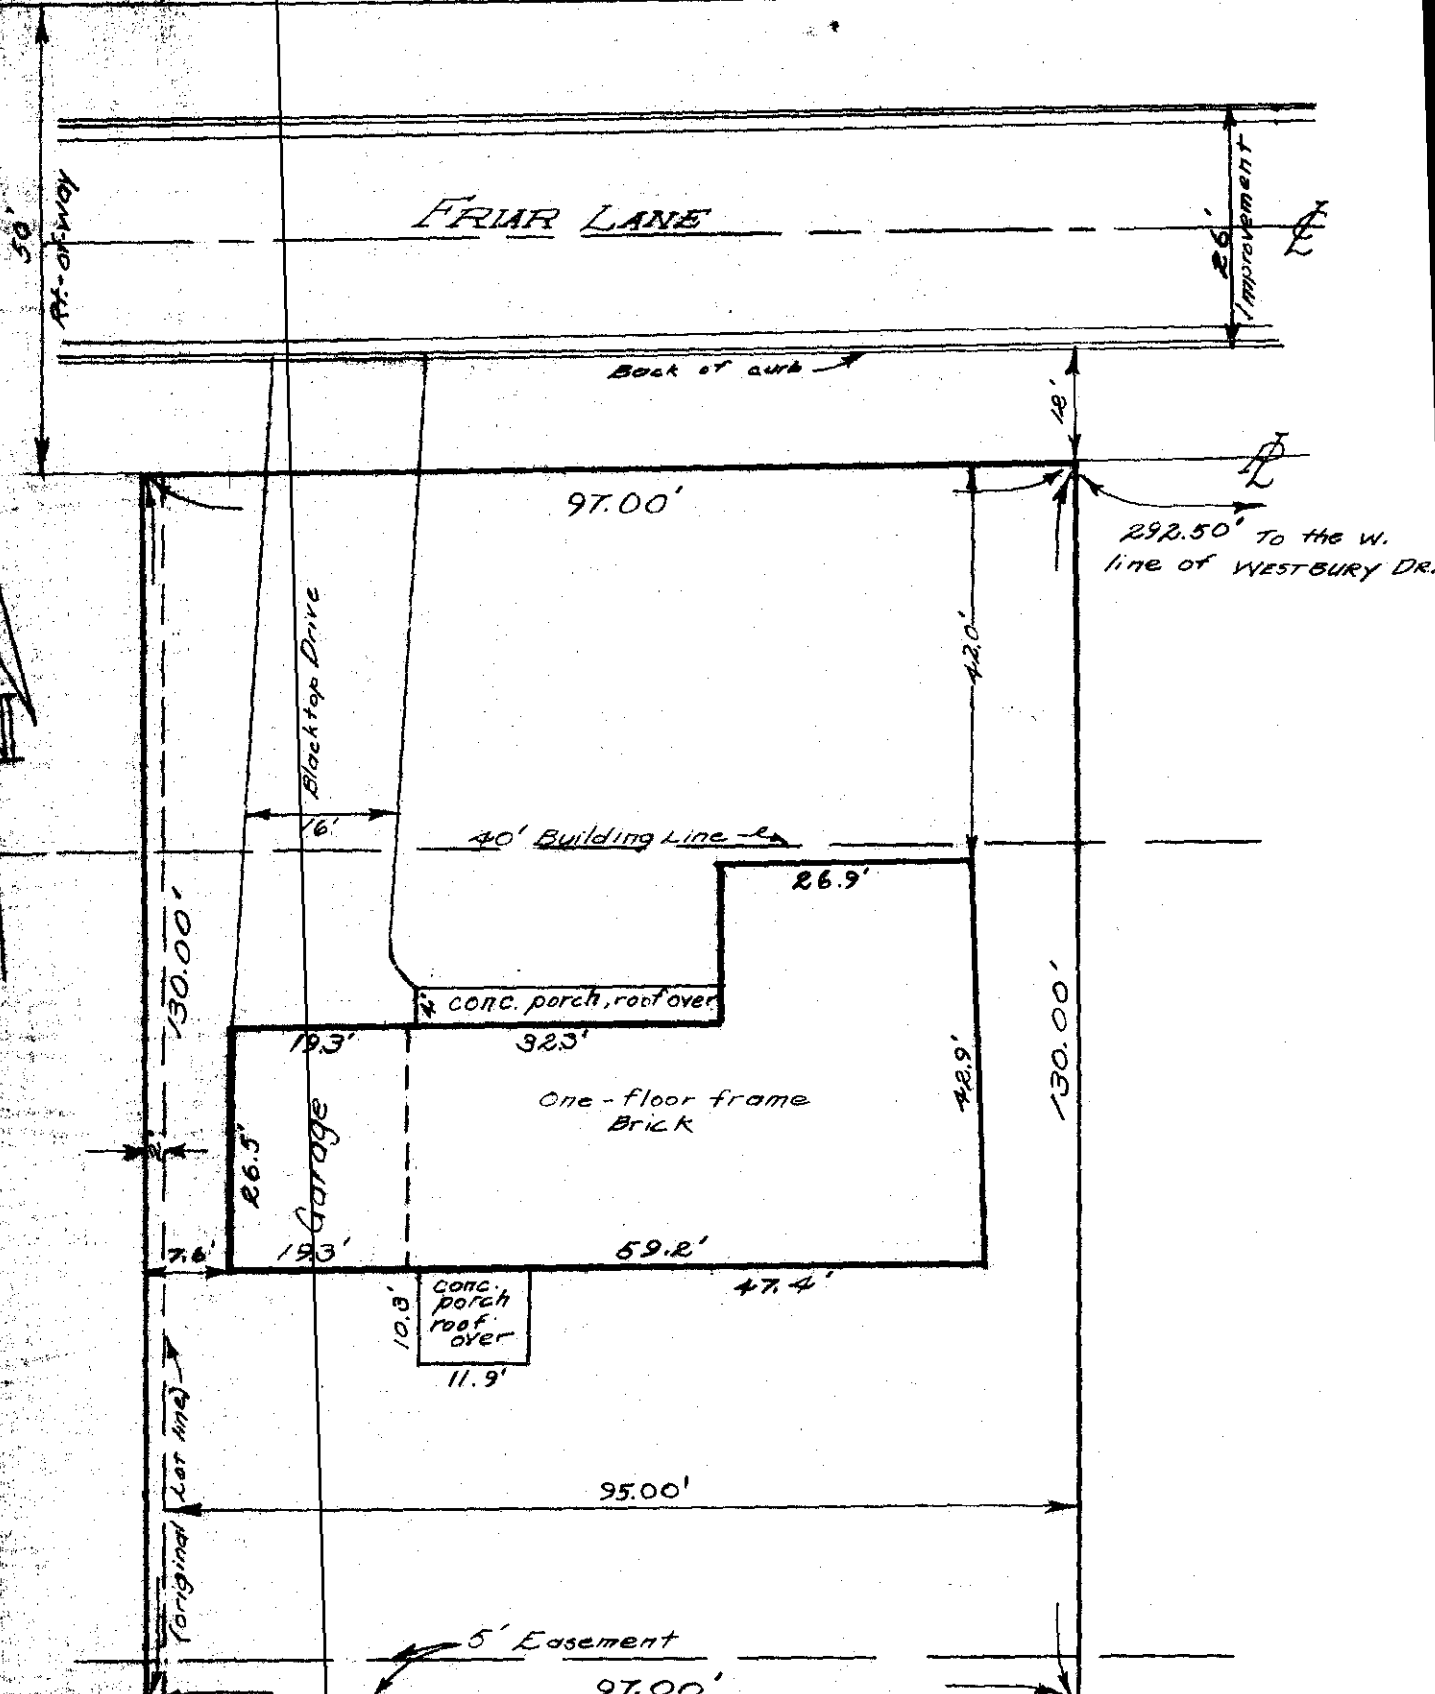 50'
Rt.-of-Way
FRIAR LANE
26'
Improvement
Back of curb
18'
97.00'
292.50' To the W.
line of WESTBURY DR.
42.0'
Blacktop Drive
16'
40' Building Line
26.9'
130.00'
4'
conc. porch, roof over
19.3'
32.3'
42.9'
130.00'
One-floor frame
Brick
2'
26.5'
Garage
7.6'
19.3'
59.2'
47.4'
10.3'
conc.
porch
roof
over
11.9'
(original Lot line)
95.00'
5' Easement
97.00'